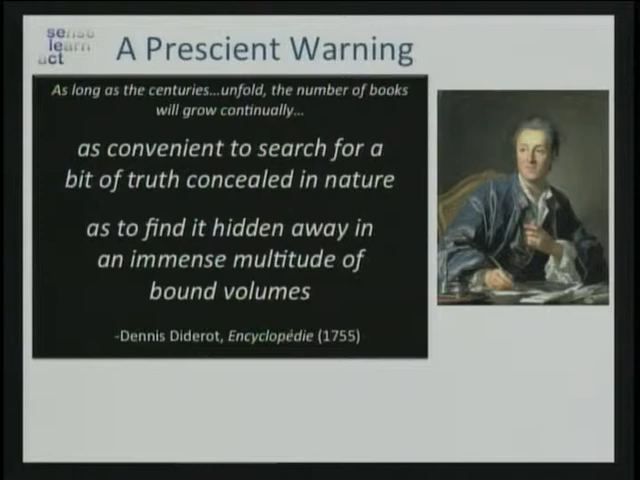 sense
learn
act
A Prescient Warning
As long as the centuries...unfold, the number of books
will grow continually...
as convenient to search for a
bit of truth concealed in nature
as to find it hidden away in
an immense multitude of
bound volumes
-Dennis Diderot, Encyclopédie (1755)